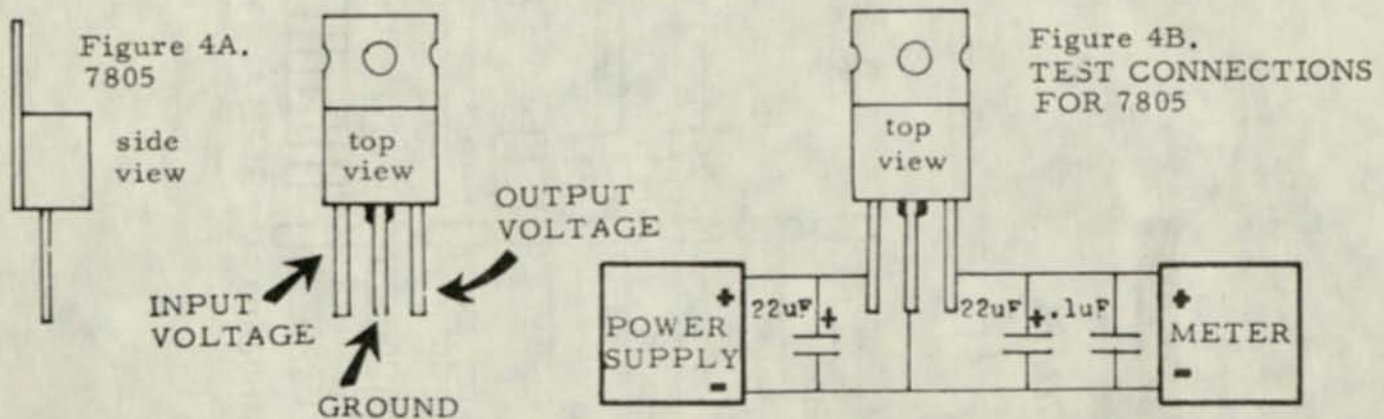 Figure 4A.
7805
side
view
top
view
INPUT
VOLTAGE
OUTPUT
VOLTAGE
GROUND
Figure 4B.
TEST CONNECTIONS
FOR 7805
top
view
POWER
SUPPLY
+
-
22uF
+
22uF
+
.1uF
+
METER
-